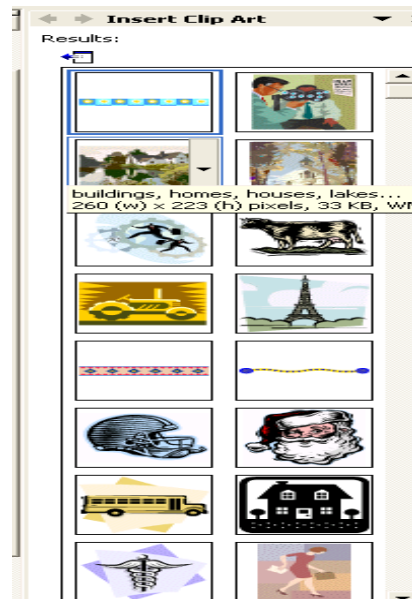 Insert Clip Art
Results:
buildings, homes, houses, lakes...
260 (w) x 223 (h) pixels, 33 KB, WM